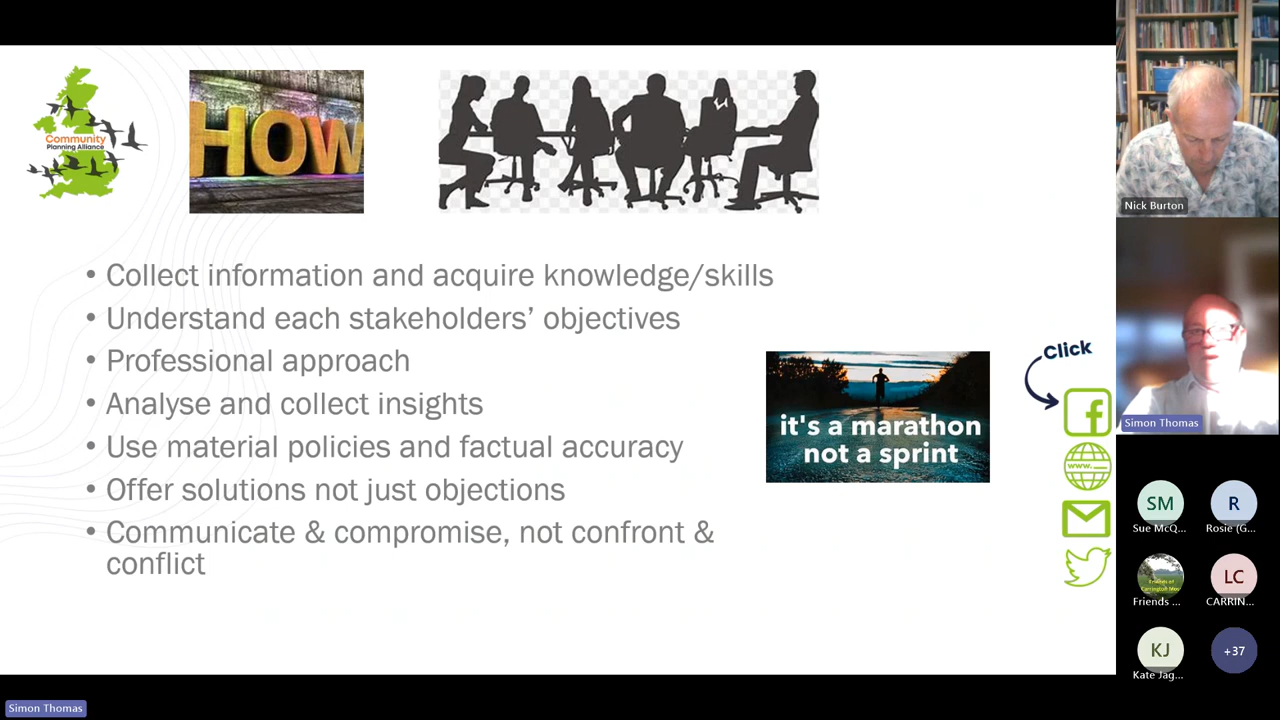 Community
Planning Alliance
HOW
• Collect information and acquire knowledge/skills
• Understand each stakeholders’ objectives
• Professional approach
• Analyse and collect insights
• Use material policies and factual accuracy
• Offer solutions not just objections
• Communicate & compromise, not confront &
conflict
it's a marathon
not a sprint
Click
f
www.
Nick Burton
Simon Thomas
SM
R
Sue McQ...
Rosie (G...
LC
Friends ...
CARRIN...
KJ
+37
Kate Jag...
Simon Thomas